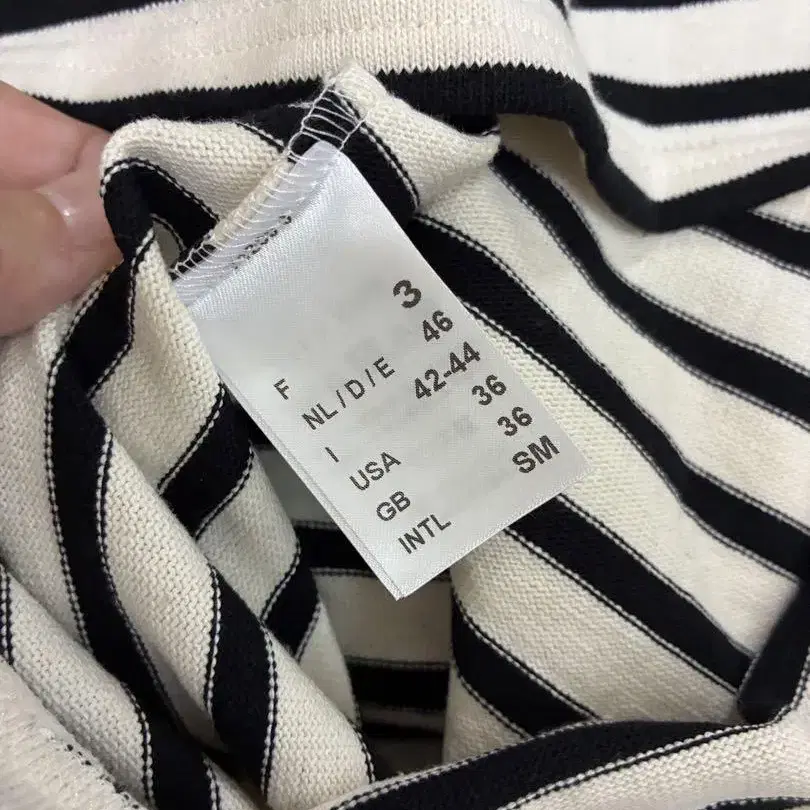 F 3
NL / D / E 46
I 42-44
USA 36
GB 36
INTL SM